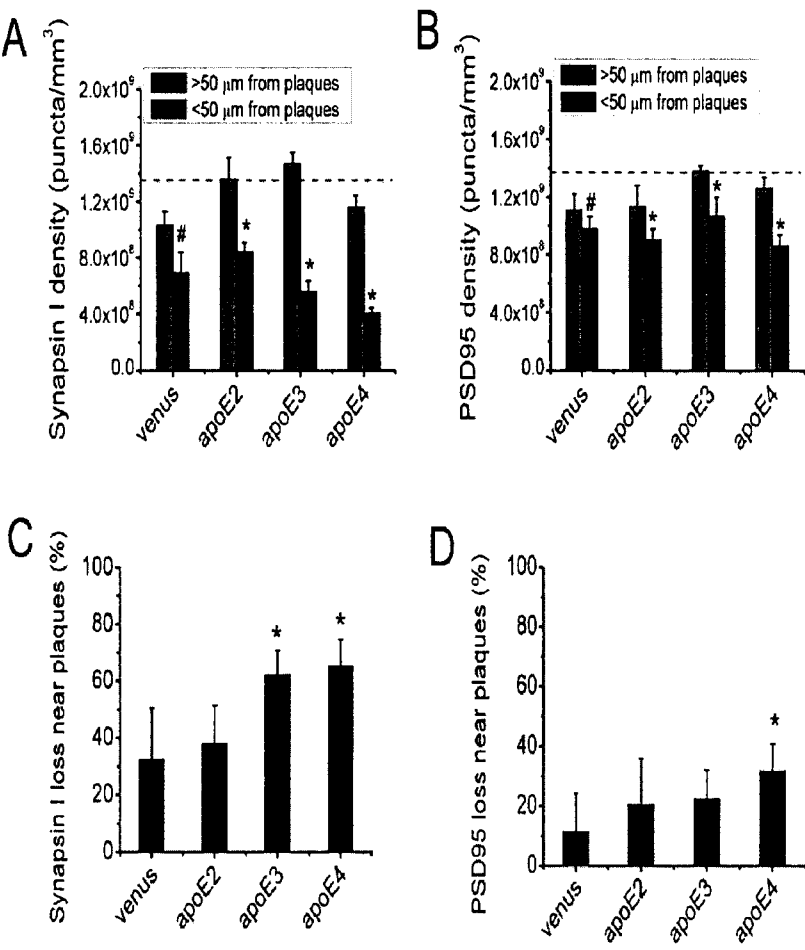 A
Synapsin I density (puncta/mm³)
>50 μm from plaques
<50 μm from plaques
2.0x10⁹
1.6x10⁹
1.2x10⁹
8.0x10⁸
4.0x10⁸
0.0
#
*
*
*
venus
apoE2
apoE3
apoE4
B
PSD95 density (puncta/mm³)
>50 μm from plaques
<50 μm from plaques
2.0x10⁹
1.6x10⁹
1.2x10⁹
8.0x10⁸
4.0x10⁸
0.0
#
*
*
*
venus
apoE2
apoE3
apoE4
C
Synapsin I loss near plaques (%)
100
80
60
40
20
0
*
*
venus
apoE2
apoE3
apoE4
D
PSD95 loss near plaques (%)
100
80
60
40
20
0
*
venus
apoE2
apoE3
apoE4